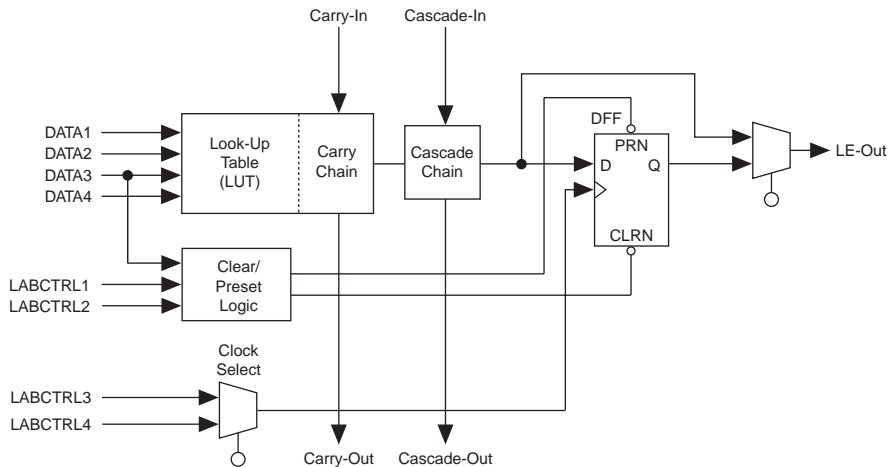 Carry-In
Cascade-In
DATA1
DATA2
DATA3
DATA4
Look-Up
Table
(LUT)
Carry
Chain
Cascade
Chain
DFF
PRN
D
Q
CLRN
LE-Out
LABCTRL1
LABCTRL2
Clear/
Preset
Logic
Clock
Select
LABCTRL3
LABCTRL4
Carry-Out
Cascade-Out